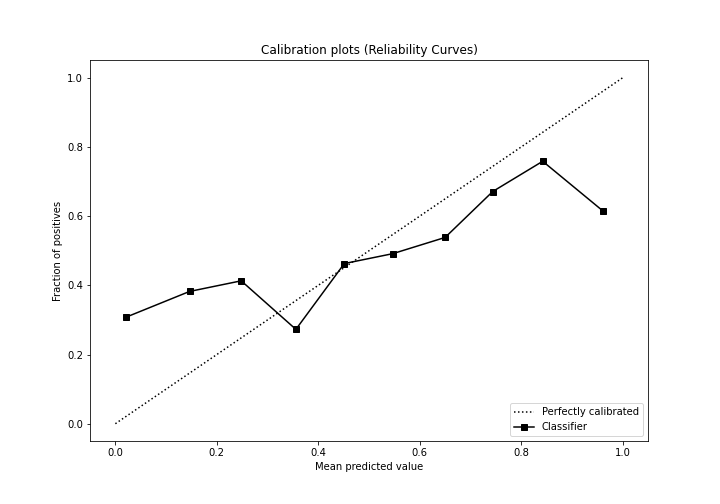 Calibration plots (Reliability Curves)
1.0
0.8
0.6
0.4
0.2
0.0
Fraction of positives
Perfectly calibrated
Classifier
0.0 0.2 0.4 0.6 0.8 1.0
Mean predicted value